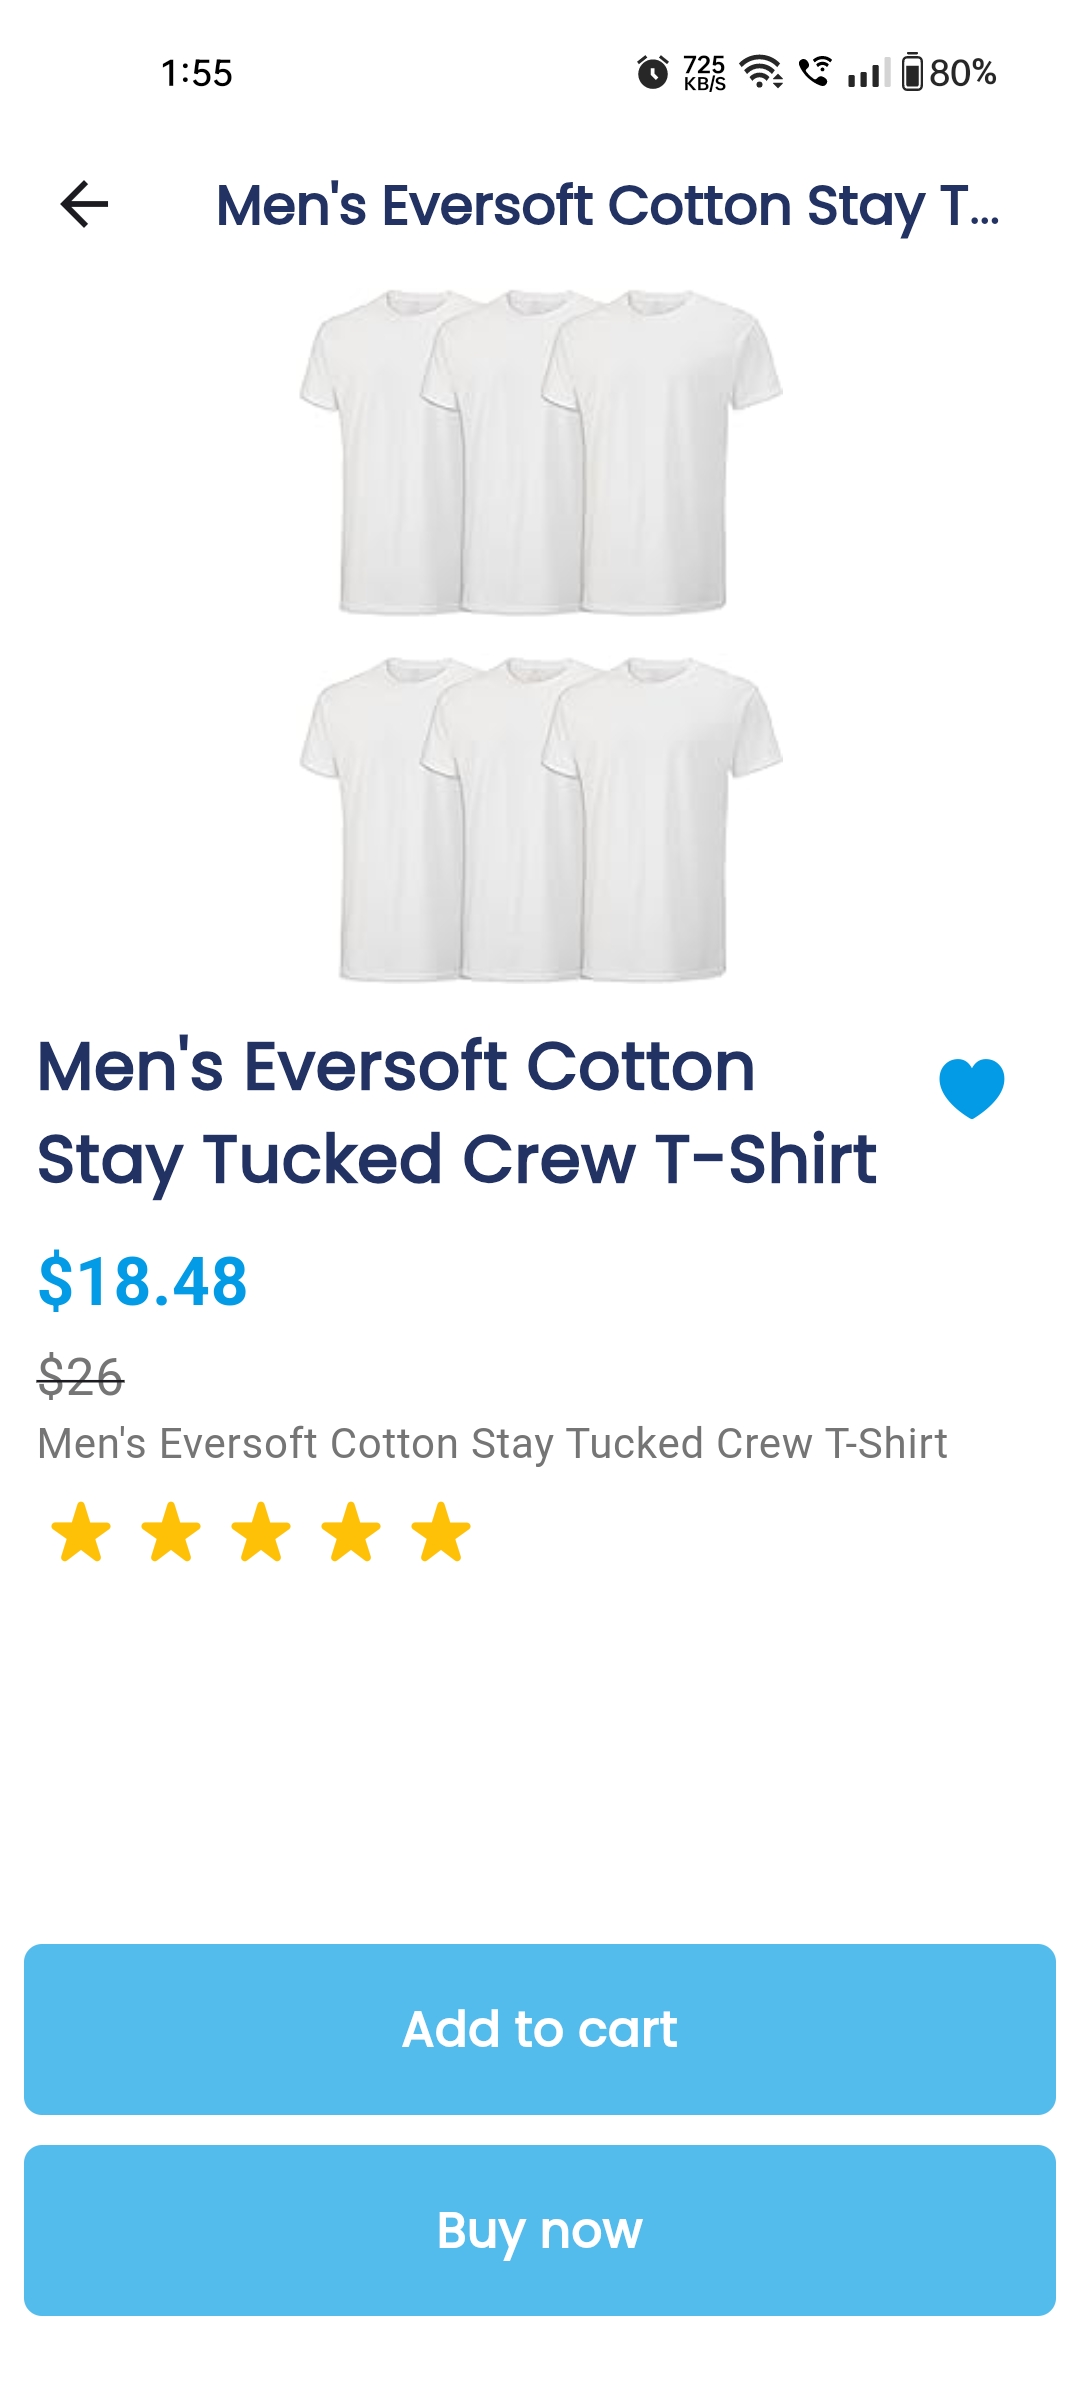 1:55
725
KB/S
80%
Men's Eversoft Cotton Stay T...
Men's Eversoft Cotton
Stay Tucked Crew T-Shirt
$18.48
$26
Men's Eversoft Cotton Stay Tucked Crew T-Shirt
Add to cart
Buy now